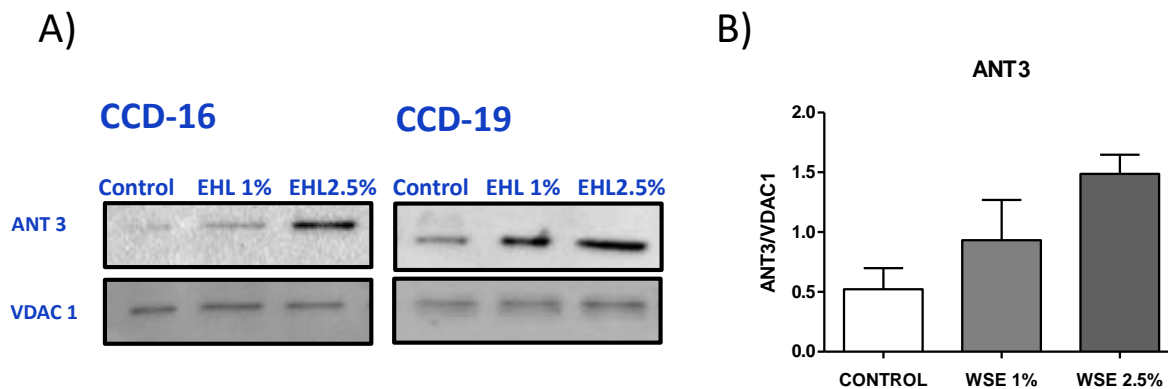 A)
CCD-16
CCD-19
Control EHL 1% EHL2.5%
Control EHL 1% EHL2.5%
ANT 3
VDAC 1
B)
ANT3
ANT3/VDAC1
2.0
1.5
1.0
0.5
0.0
CONTROL WSE 1% WSE 2.5%